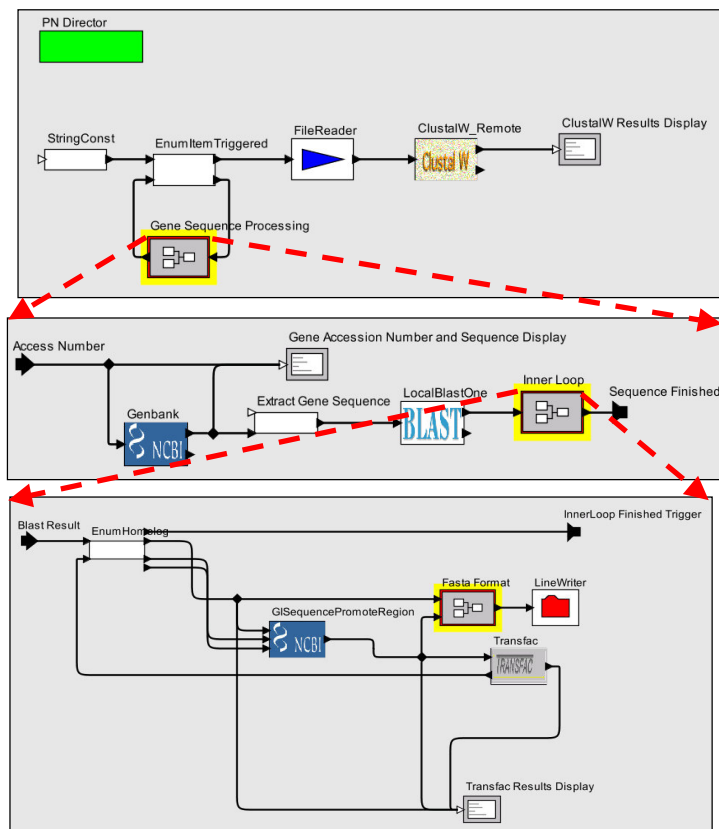 PN Director
StringConst
EnumItemTriggered
FileReader
ClustalW_Remote
Clustal W
ClustalW Results Display
Gene Sequence Processing
Access Number
Gene Accession Number and Sequence Display
Genbank
NCBI
Extract Gene Sequence
LocalBlastOne
BLAST
Inner Loop
Sequence Finished
Blast Result
EnumHomolog
InnerLoop Finished Trigger
GISequencePromoteRegion
NCBI
Fasta Format
LineWriter
Transfac
TRANSFAC
Transfac Results Display